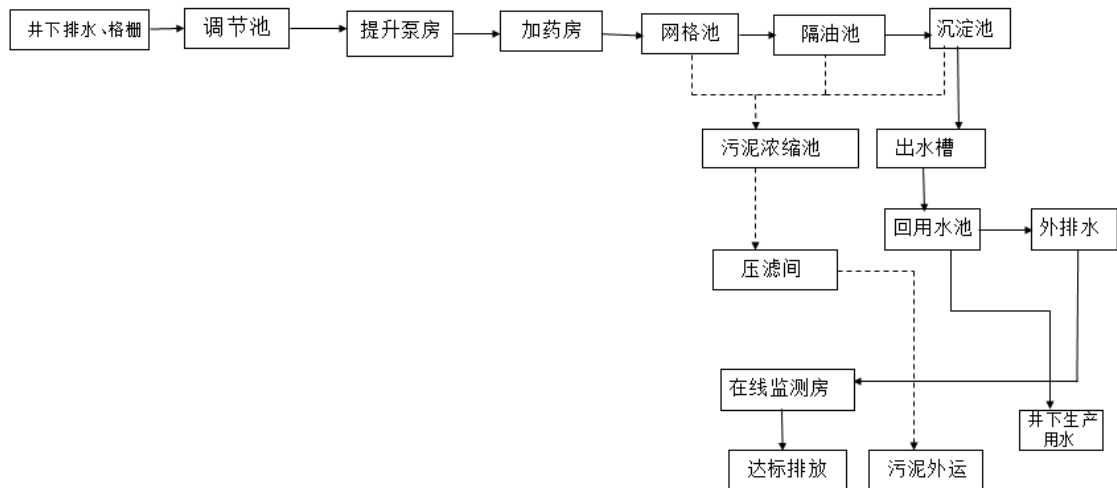 井下排水、格栅
调节池
提升泵房
加药房
网格池
隔油池
沉淀池
污泥浓缩池
出水槽
回用水池
外排水
压滤间
在线监测房
井下生产
用水
达标排放
污泥外运